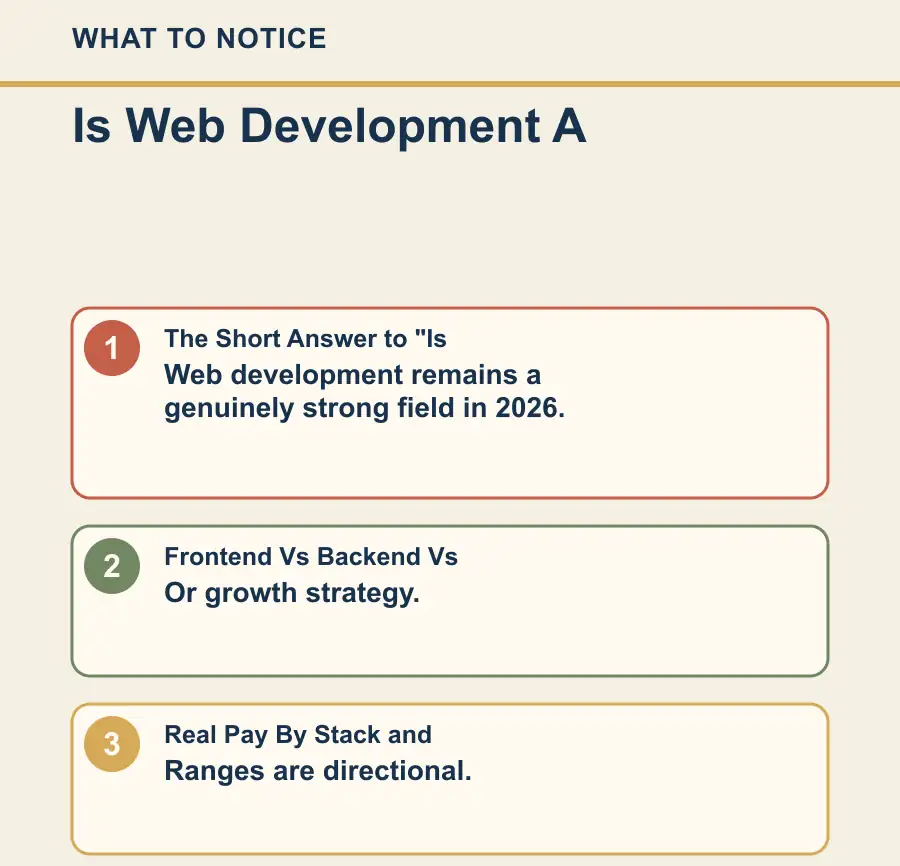 WHAT TO NOTICE
Is Web Development A
1
The Short Answer to "Is
Web development remains a
genuinely strong field in 2026.
2
Frontend Vs Backend Vs
Or growth strategy.
3
Real Pay By Stack and
Ranges are directional.